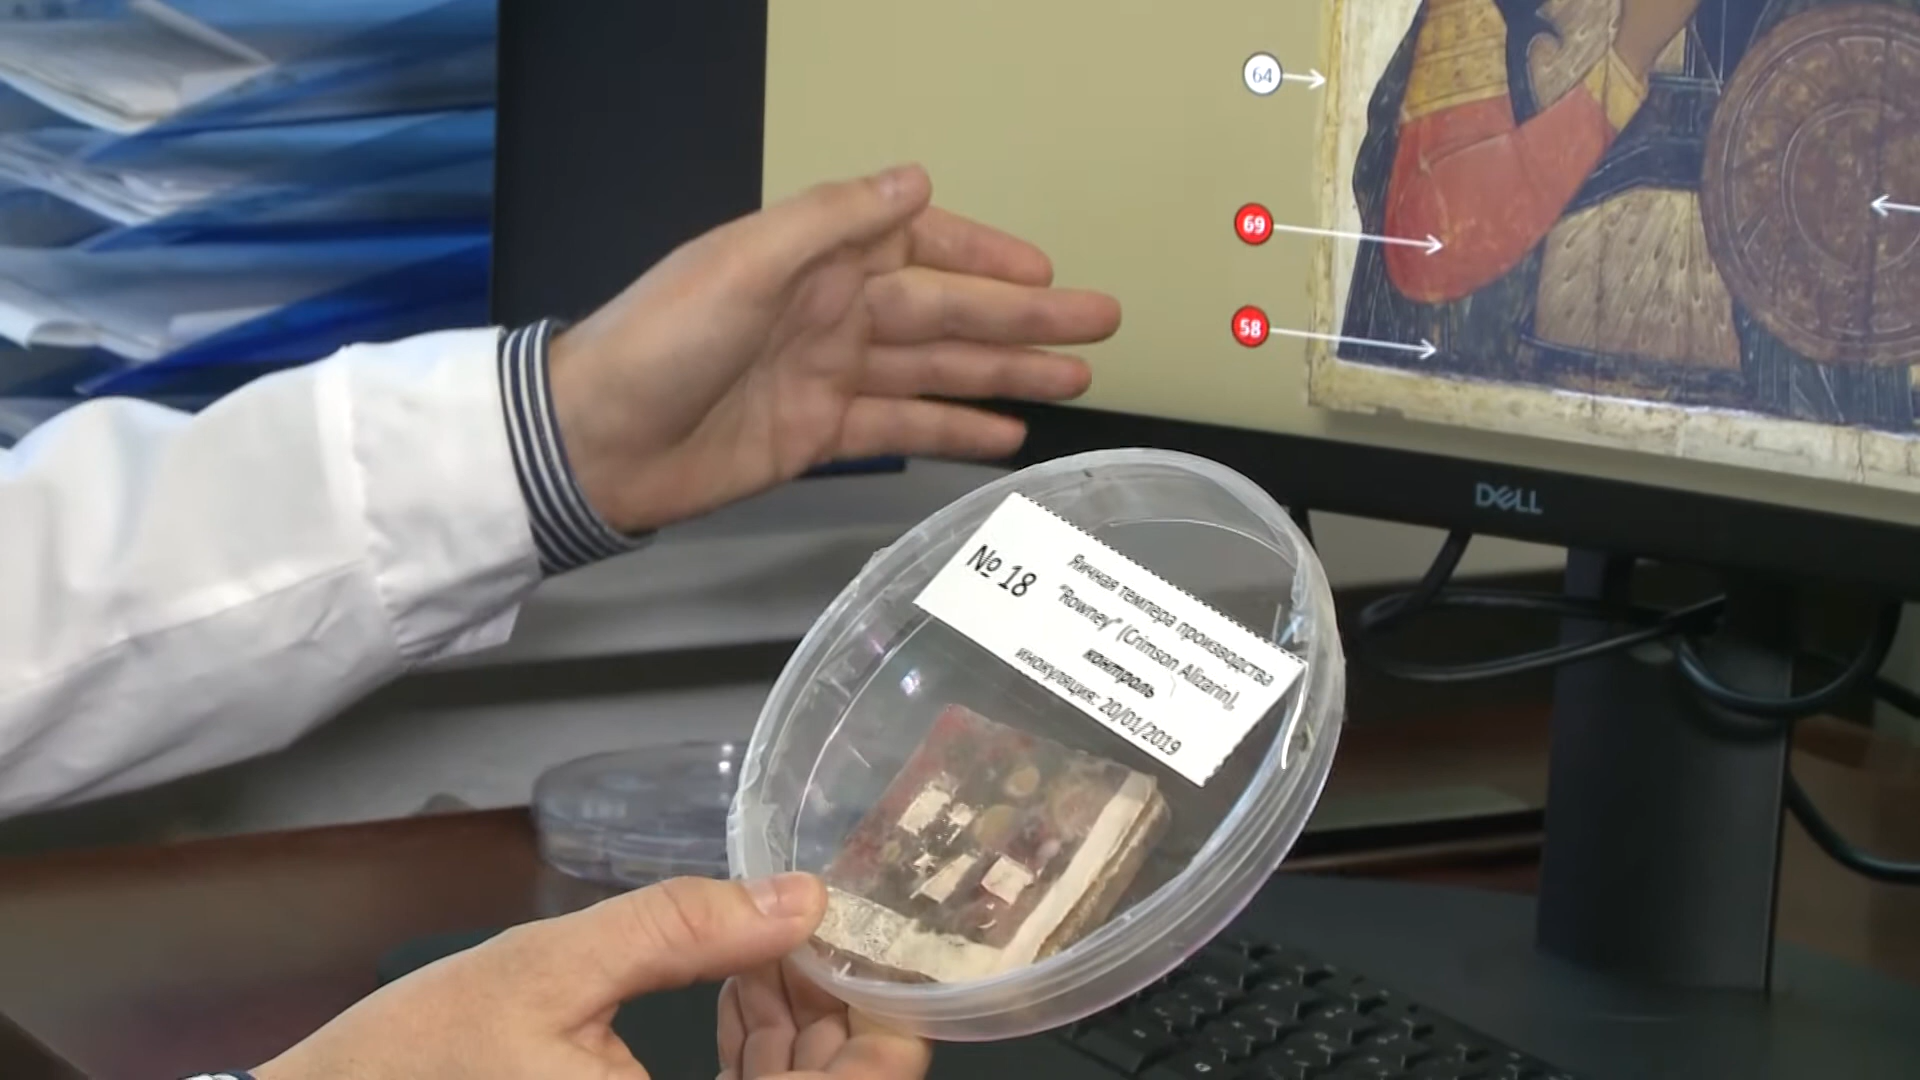 64
69
58
DELL
№ 18
Яичная темпера производства
"Rowney" (Crimson Alizarin),
контроль
инокуляция: 20/01/2019